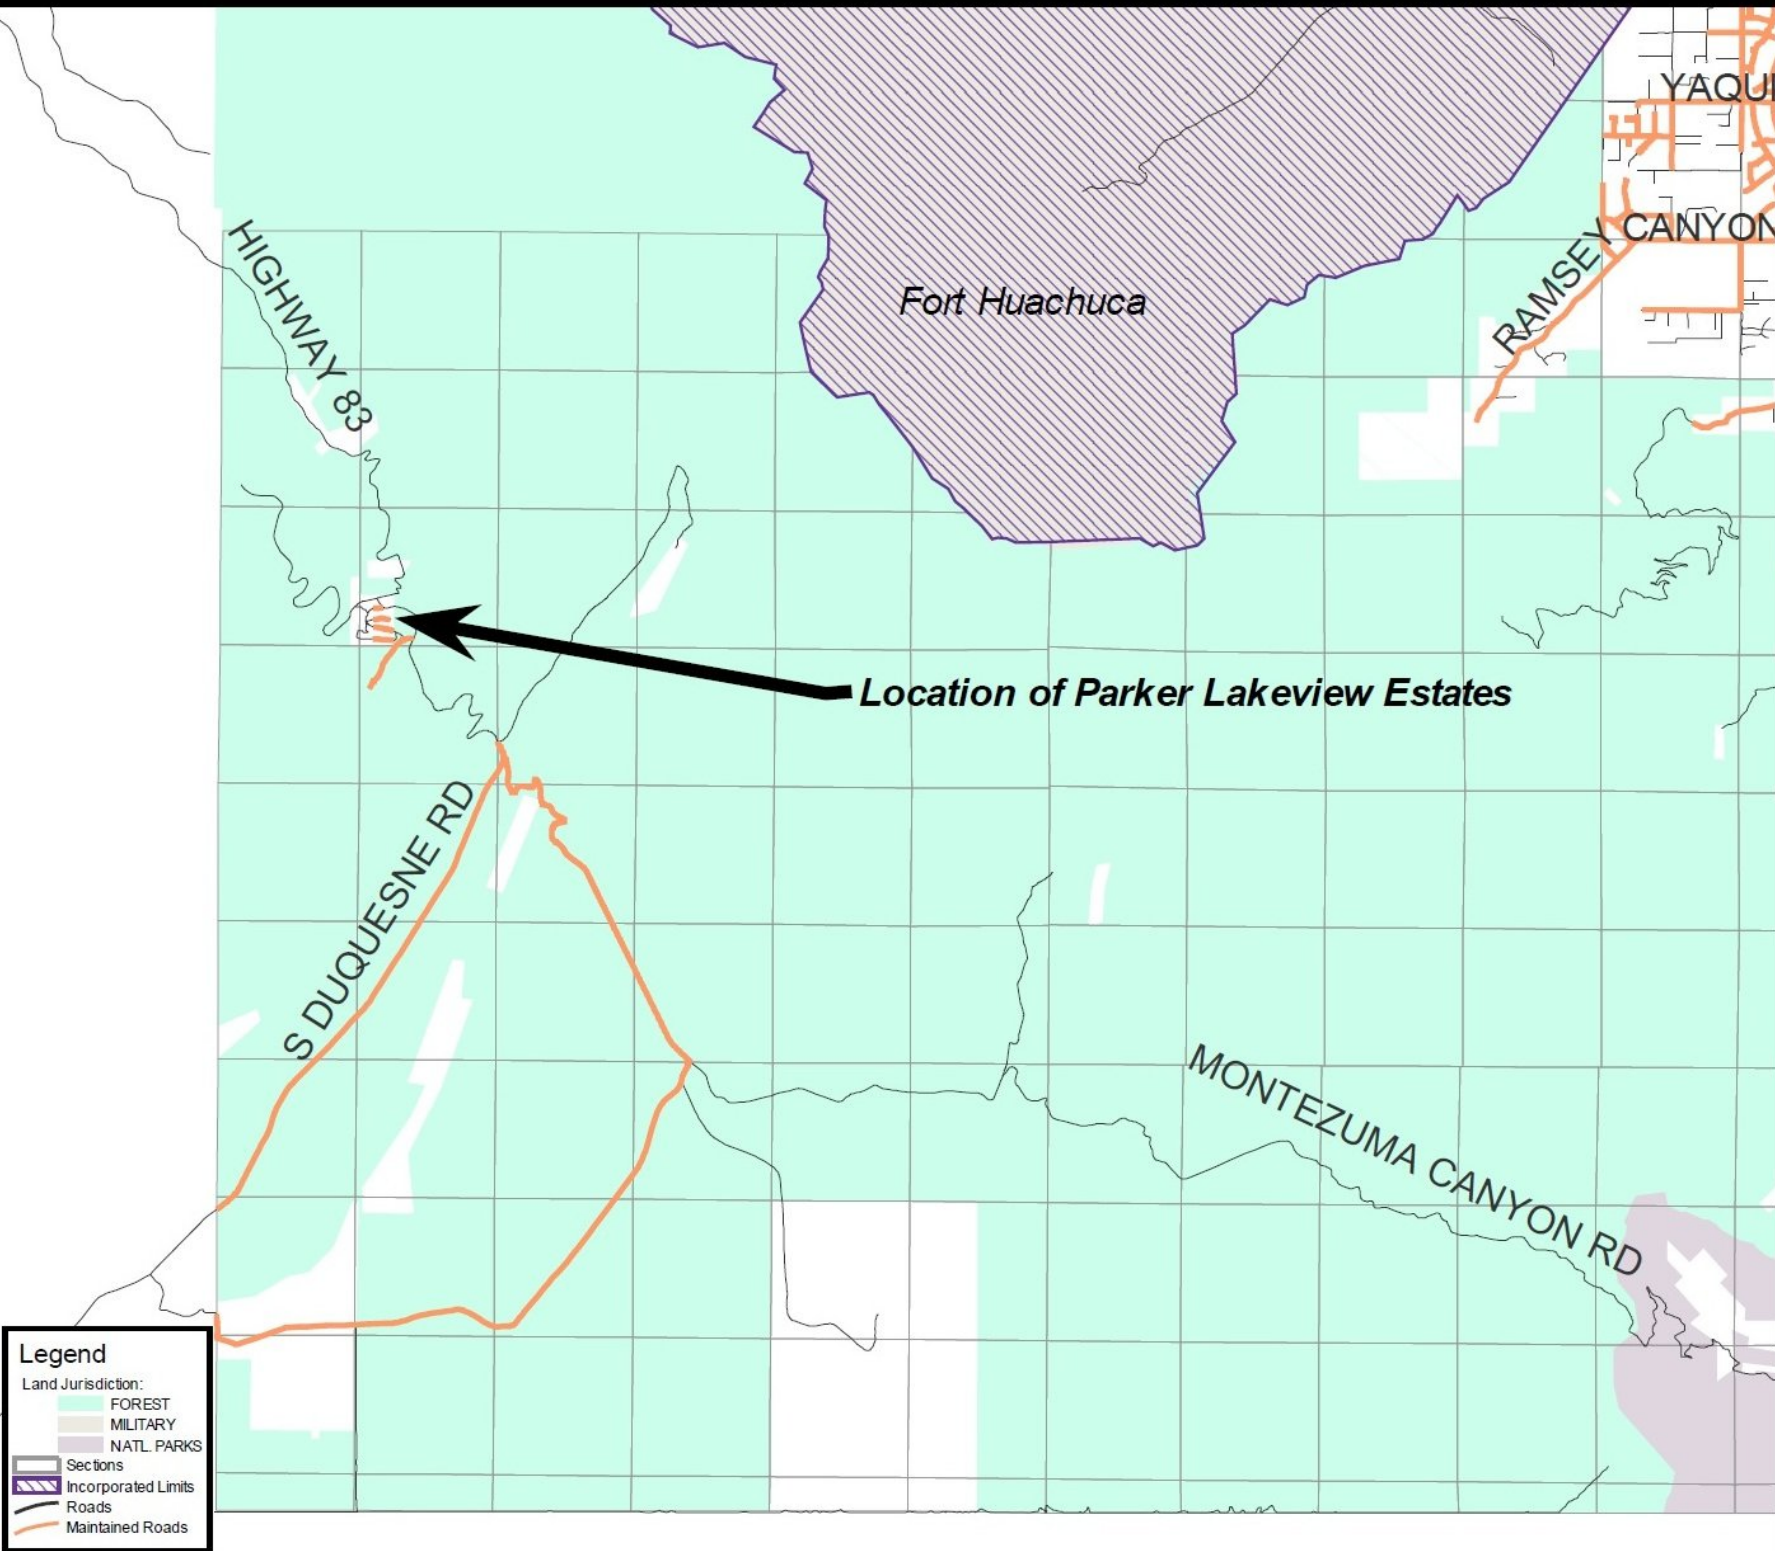 YAQUI
HIGHWAY 83
RAMSEY CANYON
Fort Huachuca
Location of Parker Lakeview Estates
S DUQUESNE RD
MONTEZUMA CANYON RD
Legend
Land Jurisdiction:
FOREST
MILITARY
NATL. PARKS
Sections
Incorporated Limits
Roads
Maintained Roads